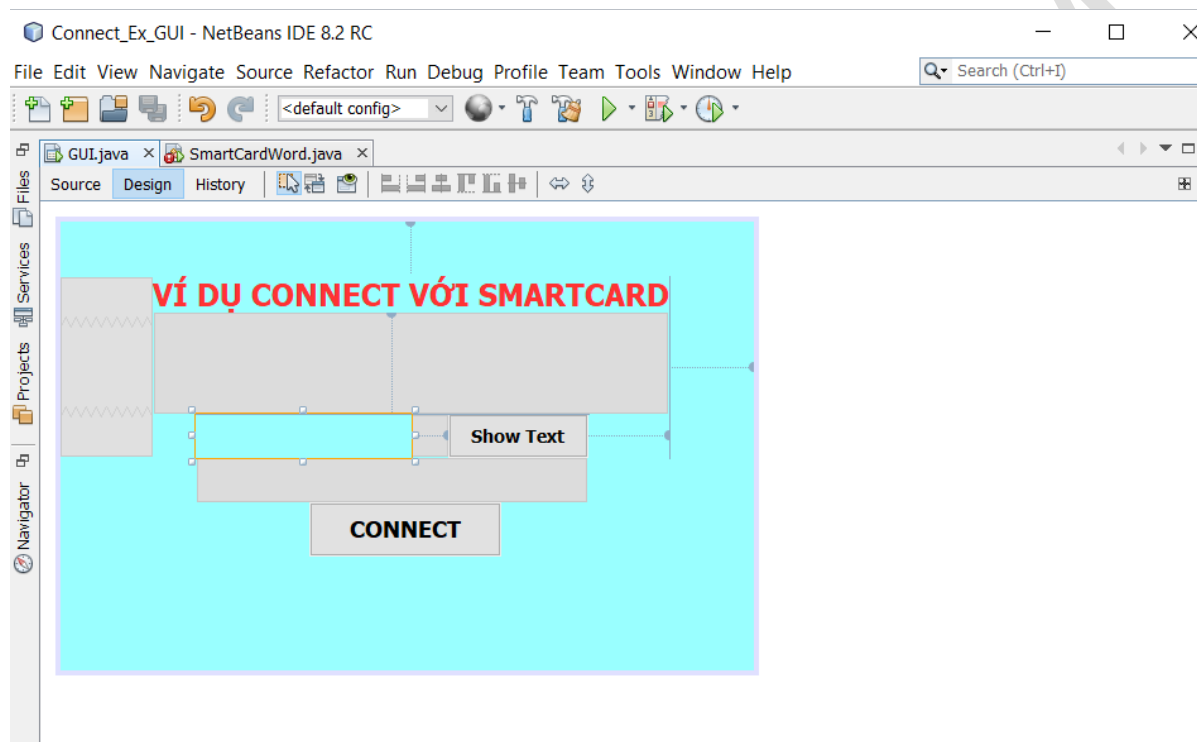 Connect_Ex_GUI - NetBeans IDE 8.2 RC
File Edit View Navigate Source Refactor Run Debug Profile Team Tools Window Help
Search (Ctrl+I)
<default config>
GUI.java
SmartCardWord.java
Source Design History
Files
Services
Projects
Navigator
VÍ DỤ CONNECT VỚI SMARTCARD
Show Text
CONNECT